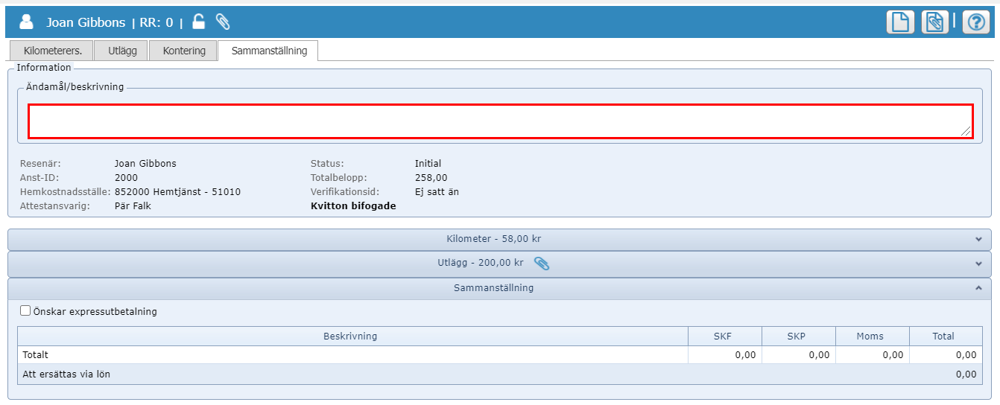 Joan Gibbons | RR: 0 |
Kilometerers. Utlägg Kontering Sammanställning
Information
Ändamål/beskrivning
Resenär: Joan Gibbons Status: Initial
Anst-ID: 2000 Totalbelopp: 258,00
Hemkostnadsställe: 852000 Hemtjänst - 51010 Verifikationsid: Ej satt än
Attestansvarig: Pär Falk Kvitton bifogade
Kilometer - 58,00 kr
Utlägg - 200,00 kr
Sammanställning
Önskar expressutbetalning
Beskrivning SKF SKP Moms Total
Totalt 0,00 0,00 0,00 0,00
Att ersättas via lön 0,00